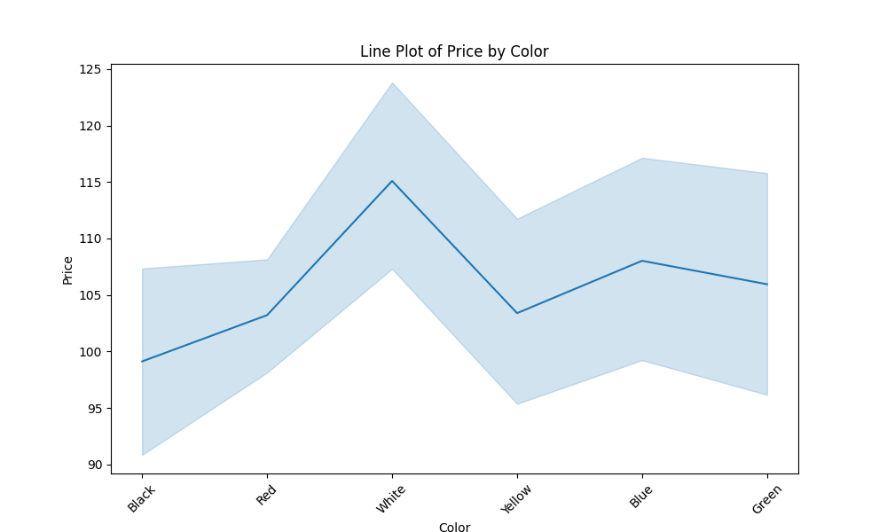 Line Plot of Price by Color
125
120
115
110
105
100
95
90
Price
Black
Red
White
Yellow
Blue
Green
Color